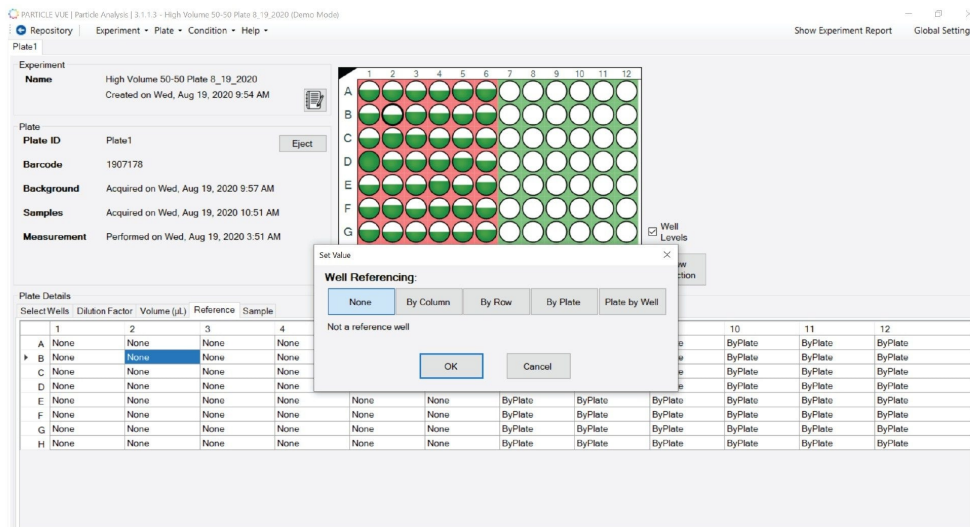 PARTICLE VUE | Particle Analysis | 3.1.1.3 - High Volume 50-50 Plate 8_19_2020 (Demo Mode)
Repository Experiment Plate Condition Help Show Experiment Report Global Setting
Plate1
Experiment
Name High Volume 50-50 Plate 8_19_2020
Created on Wed, Aug 19, 2020 9:54 AM
Plate
Plate ID Plate1 Eject
Barcode 1907178
Background Acquired on Wed, Aug 19, 2020 9:57 AM
Samples Acquired on Wed, Aug 19, 2020 10:51 AM
Measurement Performed on Wed, Aug 19, 2020 3:51 AM
1 2 3 4 5 6 7 8 9 10 11 12
A
B
C
D
E
F
G
Well
Levels
Set Value
Well Referencing:
None By Column By Row By Plate Plate by Well
Not a reference well
OK Cancel
Plate Details
Select Wells Dilution Factor Volume (µL) Reference Sample
1 2 3 4 10 11 12
A None None None None ByPlate ByPlate ByPlate
B None None None None ByPlate ByPlate ByPlate
C None None None None ByPlate ByPlate ByPlate
D None None None None ByPlate ByPlate ByPlate
E None None None None None None ByPlate ByPlate ByPlate ByPlate ByPlate ByPlate
F None None None None None None ByPlate ByPlate ByPlate ByPlate ByPlate ByPlate
G None None None None None None ByPlate ByPlate ByPlate ByPlate ByPlate ByPlate
H None None None None None None ByPlate ByPlate ByPlate ByPlate ByPlate ByPlate